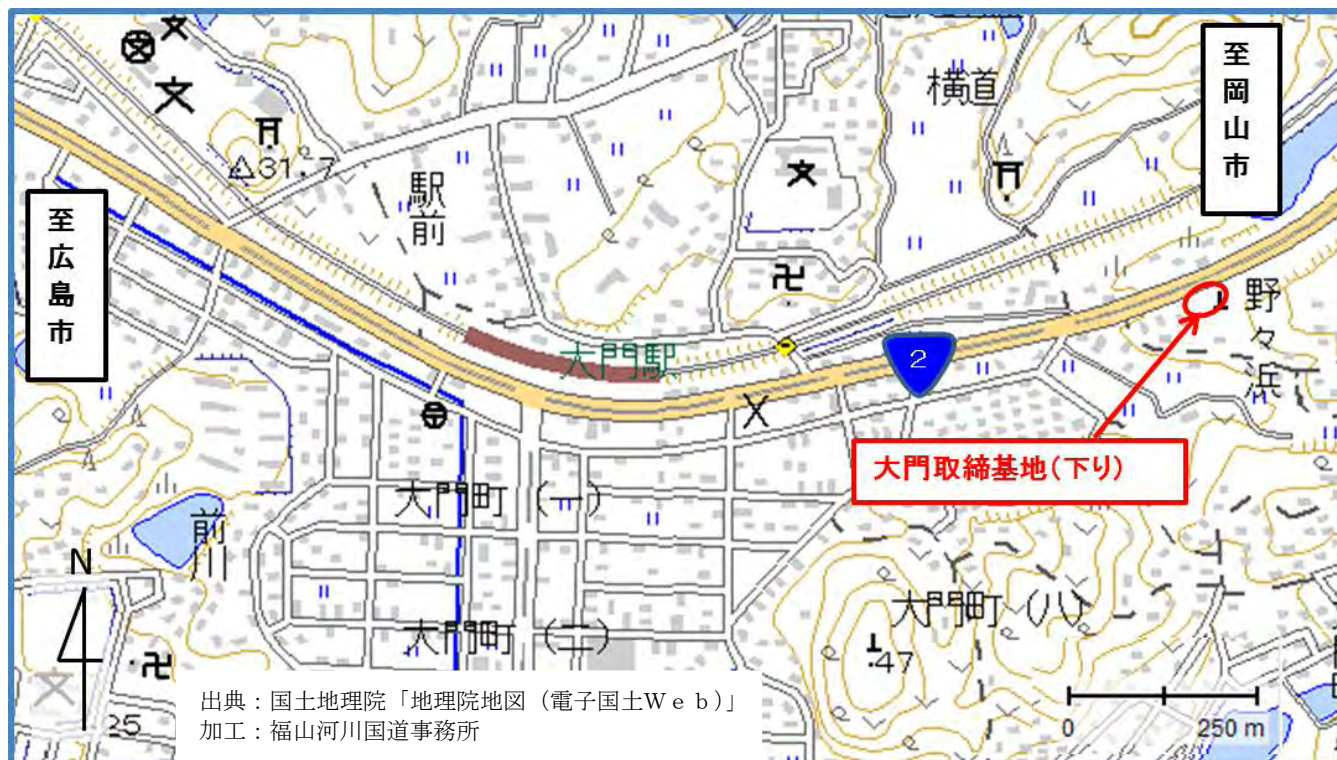 至岡山市
横道
△31.7
駅前
至広島市
野々浜
大門駅
2
大門取締基地(下り)
大門町(一)
前川
N
大門町(八)
大門町(二)
47
出典:国土地理院「地理院地図(電子国土Web)」
加工:福山河川国道事務所
25
0 250 m